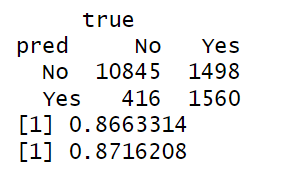 true
pred No Yes
No 10845 1498
Yes 416 1560
[1] 0.8663314
[1] 0.8716208